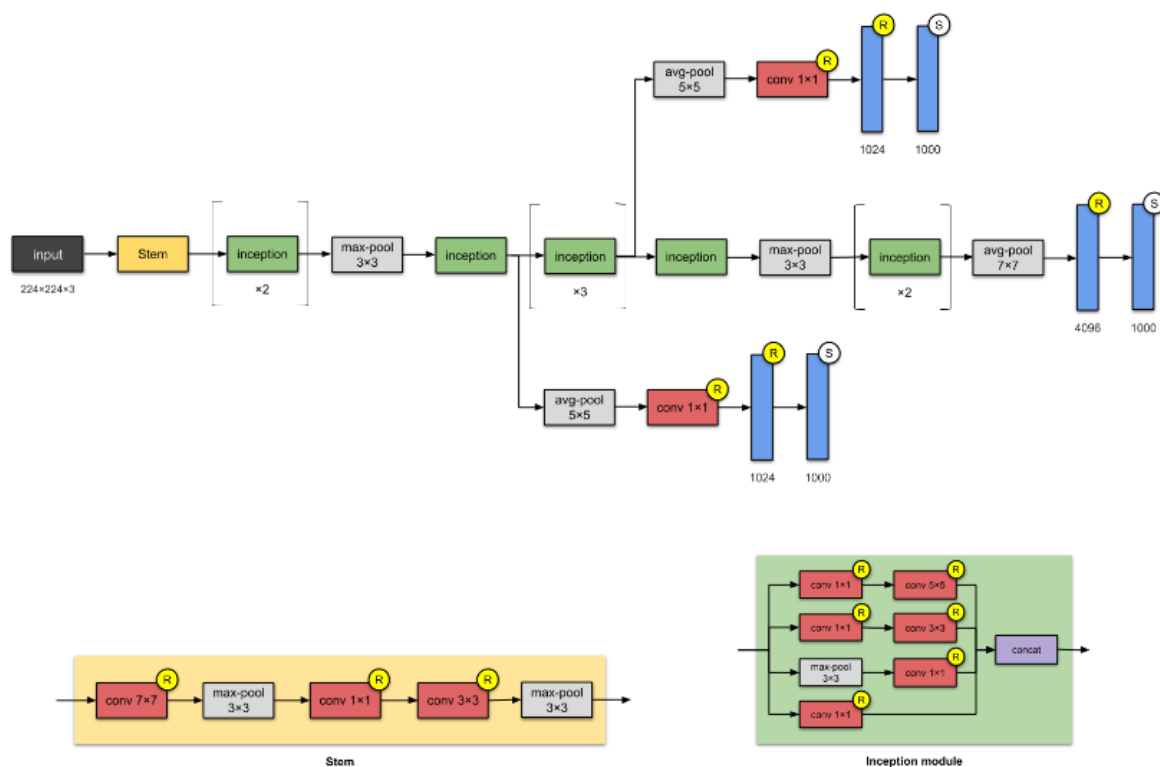 R
S
avg-pool
5×5
conv 1×1
R
1024
1000
input
224×224×3
Stem
inception
×2
max-pool
3×3
inception
inception
×3
inception
max-pool
3×3
inception
×2
avg-pool
7×7
R
S
4096
1000
avg-pool
5×5
conv 1×1
R
R
S
1024
1000
conv 7×7
R
max-pool
3×3
conv 1×1
R
conv 3×3
R
max-pool
3×3
Stem
conv 1×1
R
conv 5×5
R
conv 1×1
R
conv 3×3
R
max-pool
3×3
conv 1×1
R
conv 1×1
R
concat
Inception module